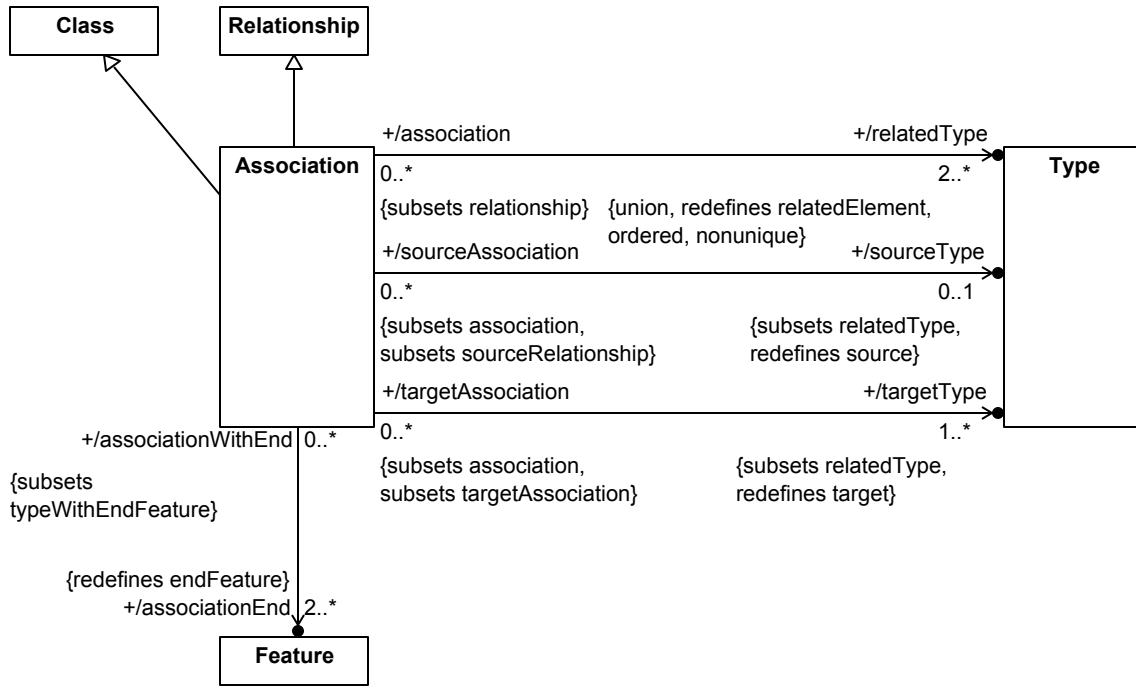 Class
Relationship
+/association
+/relatedType
Association
Type
0..*
2..*
{subsets relationship}
{union, redefines relatedElement,
ordered, nonunique}
+/sourceAssociation
+/sourceType
0..*
0..1
{subsets association,
subsets sourceRelationship}
{subsets relatedType,
redefines source}
+/targetAssociation
+/targetType
0..*
1..*
{subsets association,
subsets targetAssociation}
{subsets relatedType,
redefines target}
+/associationWithEnd
0..*
{subsets
typeWithEndFeature}
{redefines endFeature}
+/associationEnd
2..*
Feature